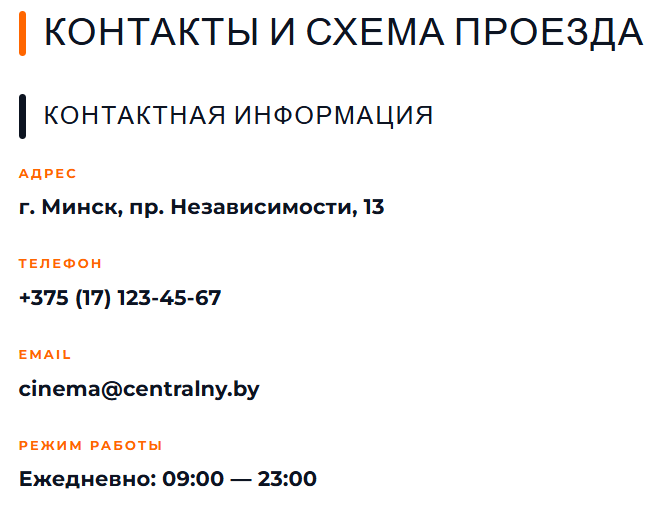 КОНТАКТЫ И СХЕМА ПРОЕЗДА
КОНТАКТНАЯ ИНФОРМАЦИЯ
АДРЕС
г. Минск, пр. Независимости, 13
ТЕЛЕФОН
+375 (17) 123-45-67
EMAIL
cinema@centralny.by
РЕЖИМ РАБОТЫ
Ежедневно: 09:00 — 23:00